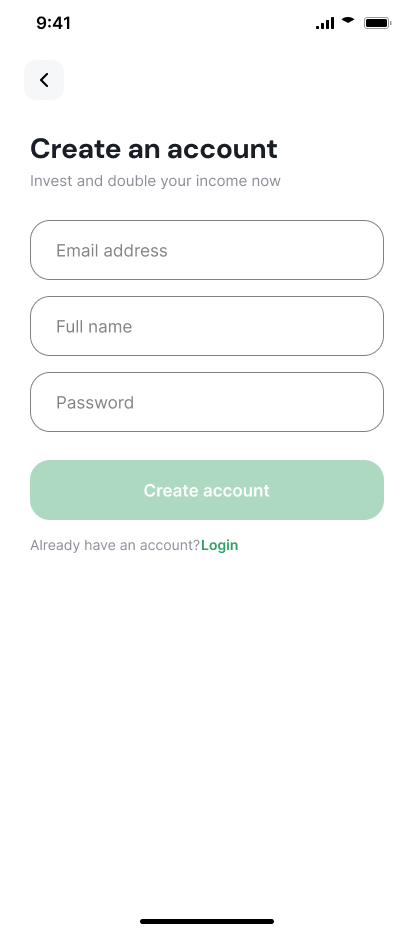 9:41
Create an account
Invest and double your income now
Email address
Full name
Password
Create account
Already have an account?Login